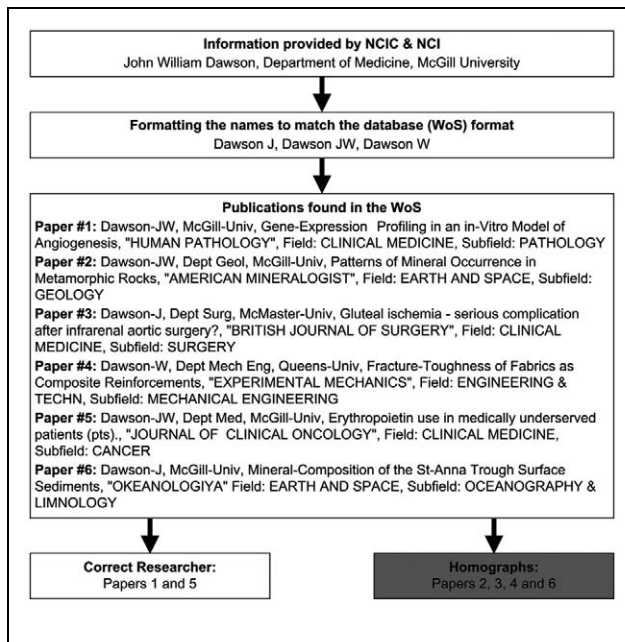 Information provided by NCIC & NCI
John William Dawson, Department of Medicine, McGill University
Formatting the names to match the database (WoS) format
Dawson J, Dawson JW, Dawson W
Publications found in the WoS
Paper #1: Dawson-JW, McGill-Univ, Gene-Expression Profiling in an in-Vitro Model of
Angenesis, "HUMAN PATHOLOGY", Field: CLINICAL MEDICINE, Subfield: PATHOLOGY
Paper #2: Dawson-JW, Dept Geol, McGill-Univ, Patterns of Mineral Occurrence in
Metamorphic Rocks, "AMERICAN MINERALOGIST", Field: EARTH AND SPACE, Subfield:
GEOLOGY
Paper #3: Dawson-J, Dept Surg, McMaster-Univ, Gluteal ischemia - serious complication
after infrarenal aortic surgery?, "BRITISH JOURNAL OF SURGERY", Field: CLINICAL
MEDICINE, Subfield: SURGERY
Paper #4: Dawson-W, Dept Mech Eng, Queens-Univ, Fracture-Toughness of Fabrics as
Composite Reinforcements, "EXPERIMENTAL MECHANICS", Field: ENGINEERING &
TECHN, Subfield: MECHANICAL ENGINEERING
Paper #5: Dawson-JW, Dept Med, McGill-Univ, Erythropoietin use in medically underserved
patients (pts)., "JOURNAL OF CLINICAL ONCOLOGY", Field: CLINICAL MEDICINE,
Subfield: CANCER
Paper #6: Dawson-J, McGill-Univ, Mineral-Composition of the St-Anna Trough Surface
Sediments, "OKEANOLOGIYA" Field: EARTH AND SPACE, Subfield: OCEANOGRAPHY &
LIMNOLOGY
Correct Researcher:
Papers 1 and 5
Homographs:
Papers 2, 3, 4 and 6